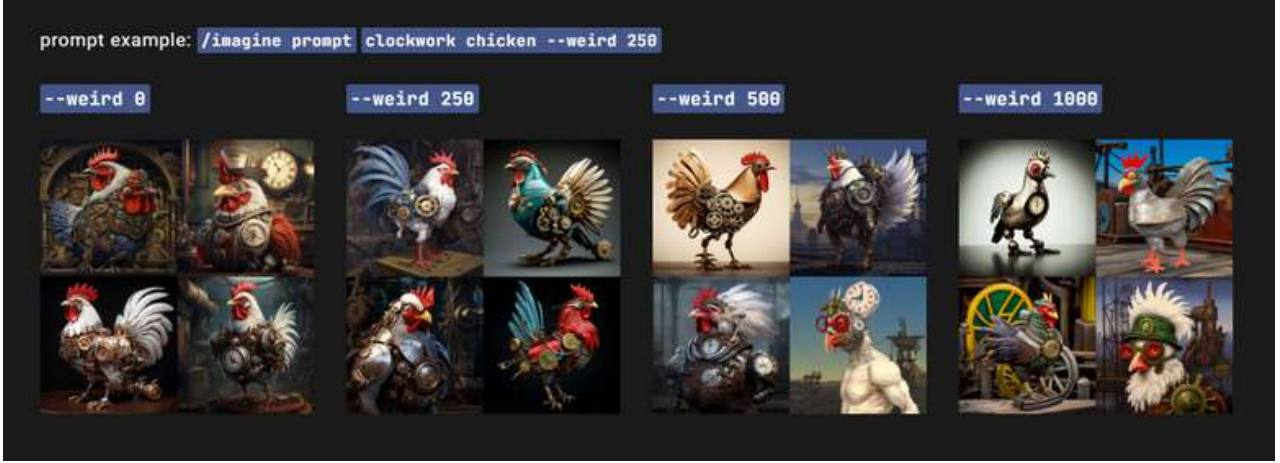 prompt example: /imagine prompt clockwork chicken --weird 250
--weird 0
--weird 250
--weird 500
--weird 1000